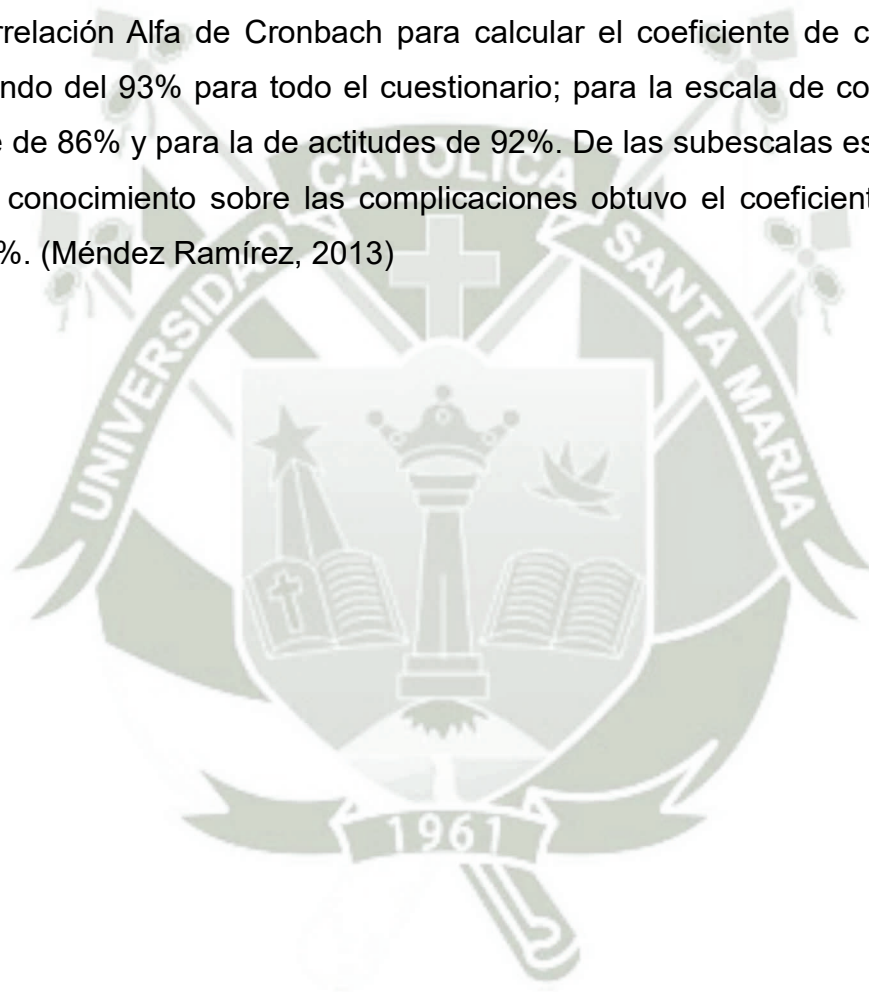 rrelación Alfa de Cronbach para calcular el coeficiente de c
ndo del 93% para todo el cuestionario; para la escala de co
e de 86% y para la de actitudes de 92%. De las subescalas es
conocimiento sobre las complicaciones obtuvo el coeficient
%. (Méndez Ramírez, 2013)
UNIVERSIDAD CATOLICA SANTA MARIA
1961